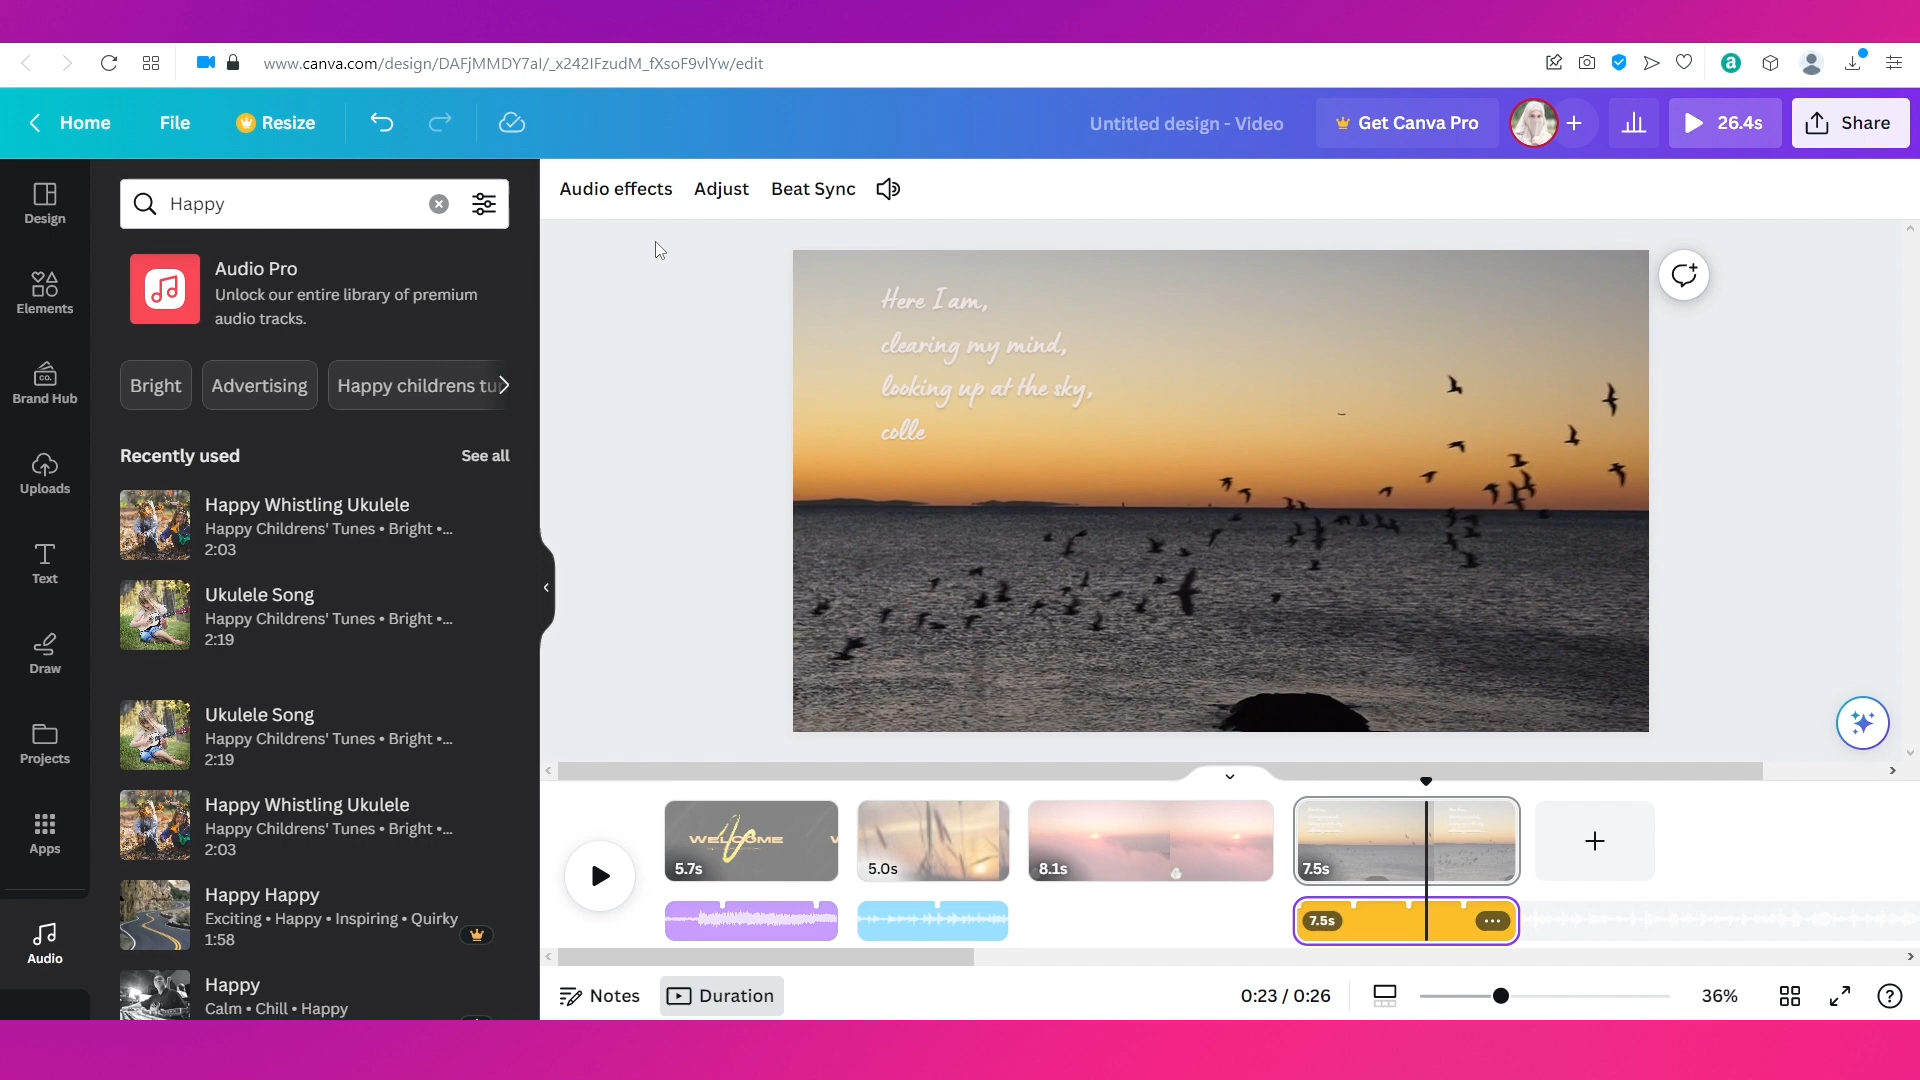 www.canva.com/design/DAFjMMDY7aI/_x242IFzudM_fXsoF9vlYw/edit
Home
File
Resize
Untitled design - Video
Get Canva Pro
26.4s
Share
Design
Elements
Brand Hub
Uploads
Text
Draw
Projects
Apps
Audio
Happy
Audio Pro
Unlock our entire library of premium
audio tracks.
Bright
Advertising
Happy childrens tu
Recently used
See all
Happy Whistling Ukulele
Happy Childrens' Tunes • Bright •...
2:03
Ukulele Song
Happy Childrens' Tunes • Bright •...
2:19
Ukulele Song
Happy Childrens' Tunes • Bright •...
2:19
Happy Whistling Ukulele
Happy Childrens' Tunes • Bright •...
2:03
Happy Happy
Exciting • Happy • Inspiring • Quirky
1:58
Happy
Calm • Chill • Happy
Audio effects
Adjust
Beat Sync
Here I am,
clearing my mind,
looking up at the sky,
colle
WELCOME
5.7s
5.0s
8.1s
7.5s
7.5s
Notes
Duration
0:23 / 0:26
36%